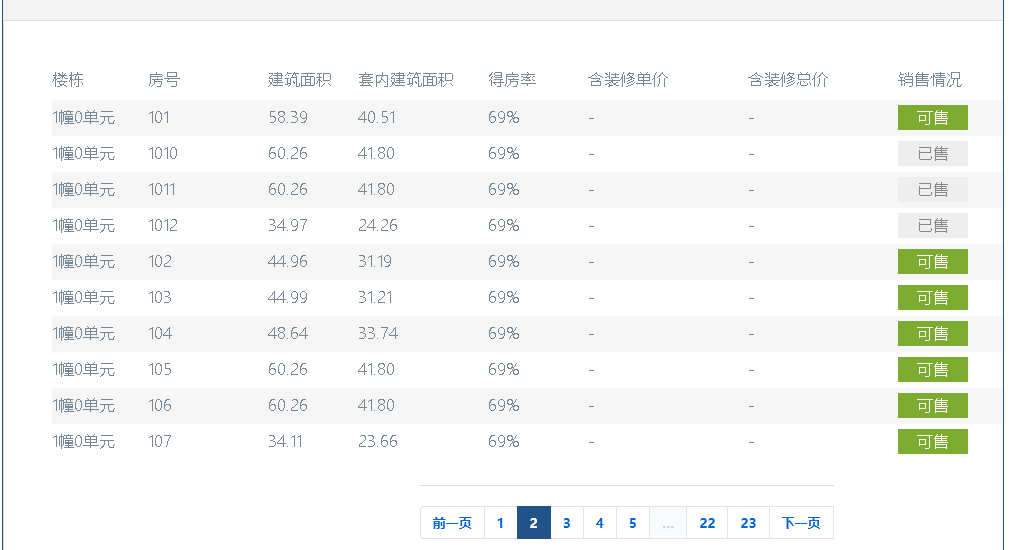 楼栋 房号 建筑面积 套内建筑面积 得房率 含装修单价 含装修总价 销售情况
1幢0单元 101 58.39 40.51 69% - - 可售
1幢0单元 1010 60.26 41.80 69% - - 已售
1幢0单元 1011 60.26 41.80 69% - - 已售
1幢0单元 1012 34.97 24.26 69% - - 已售
1幢0单元 102 44.96 31.19 69% - - 可售
1幢0单元 103 44.99 31.21 69% - - 可售
1幢0单元 104 48.64 33.74 69% - - 可售
1幢0单元 105 60.26 41.80 69% - - 可售
1幢0单元 106 60.26 41.80 69% - - 可售
1幢0单元 107 34.11 23.66 69% - - 可售
前一页 1 2 3 4 5 ... 22 23 下一页